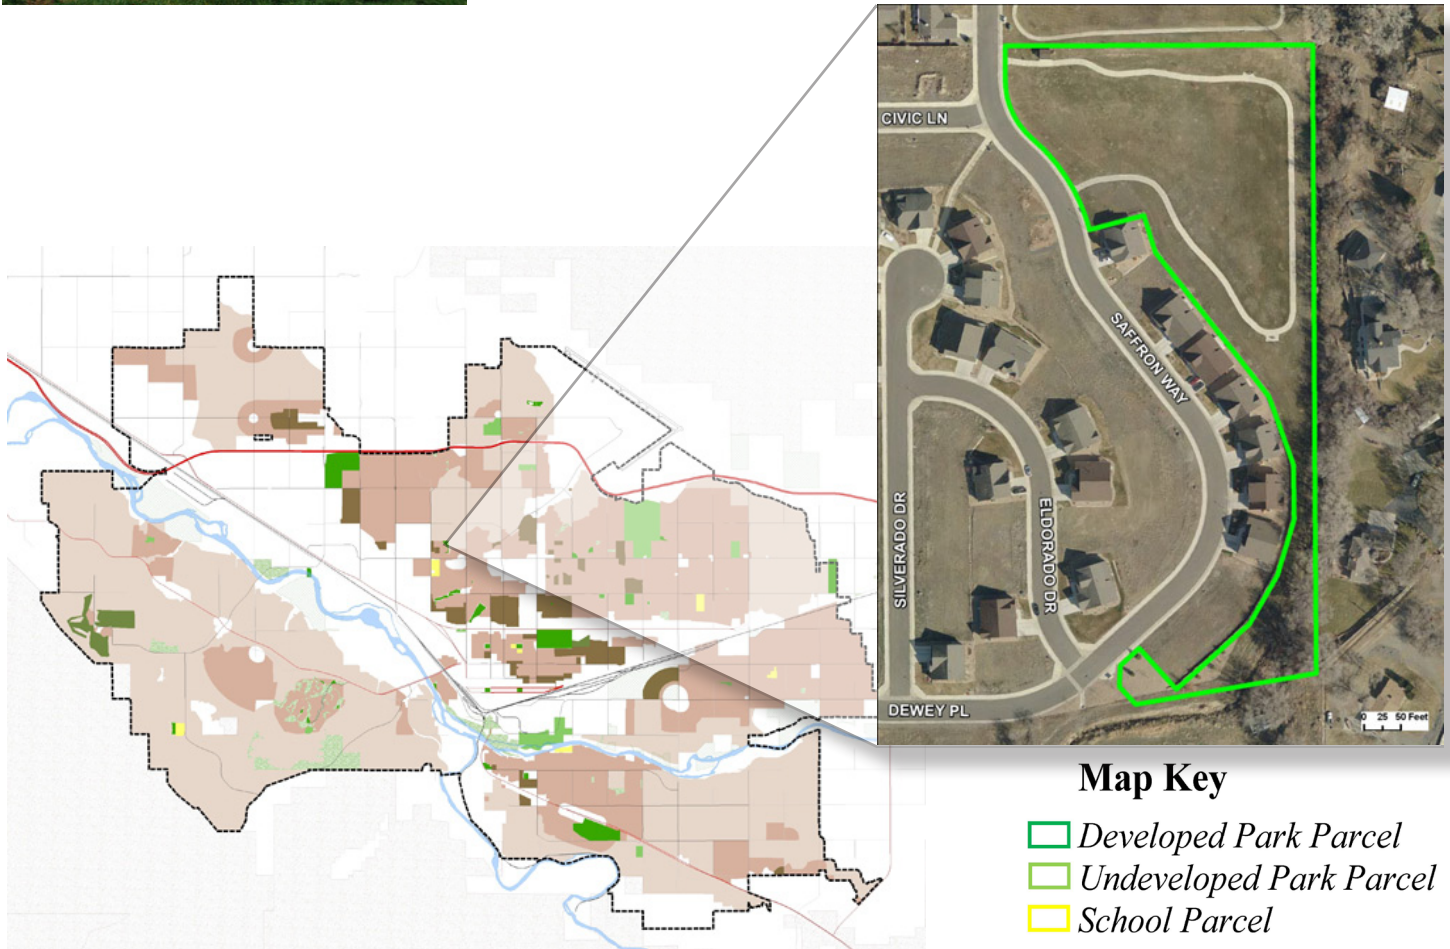 CIVIC LN
SAFFRON WAY
SILVERADO DR
ELDORADO DR
DEWEY PL
0 25 50 Feet
Map Key
Developed Park Parcel
Undeveloped Park Parcel
School Parcel